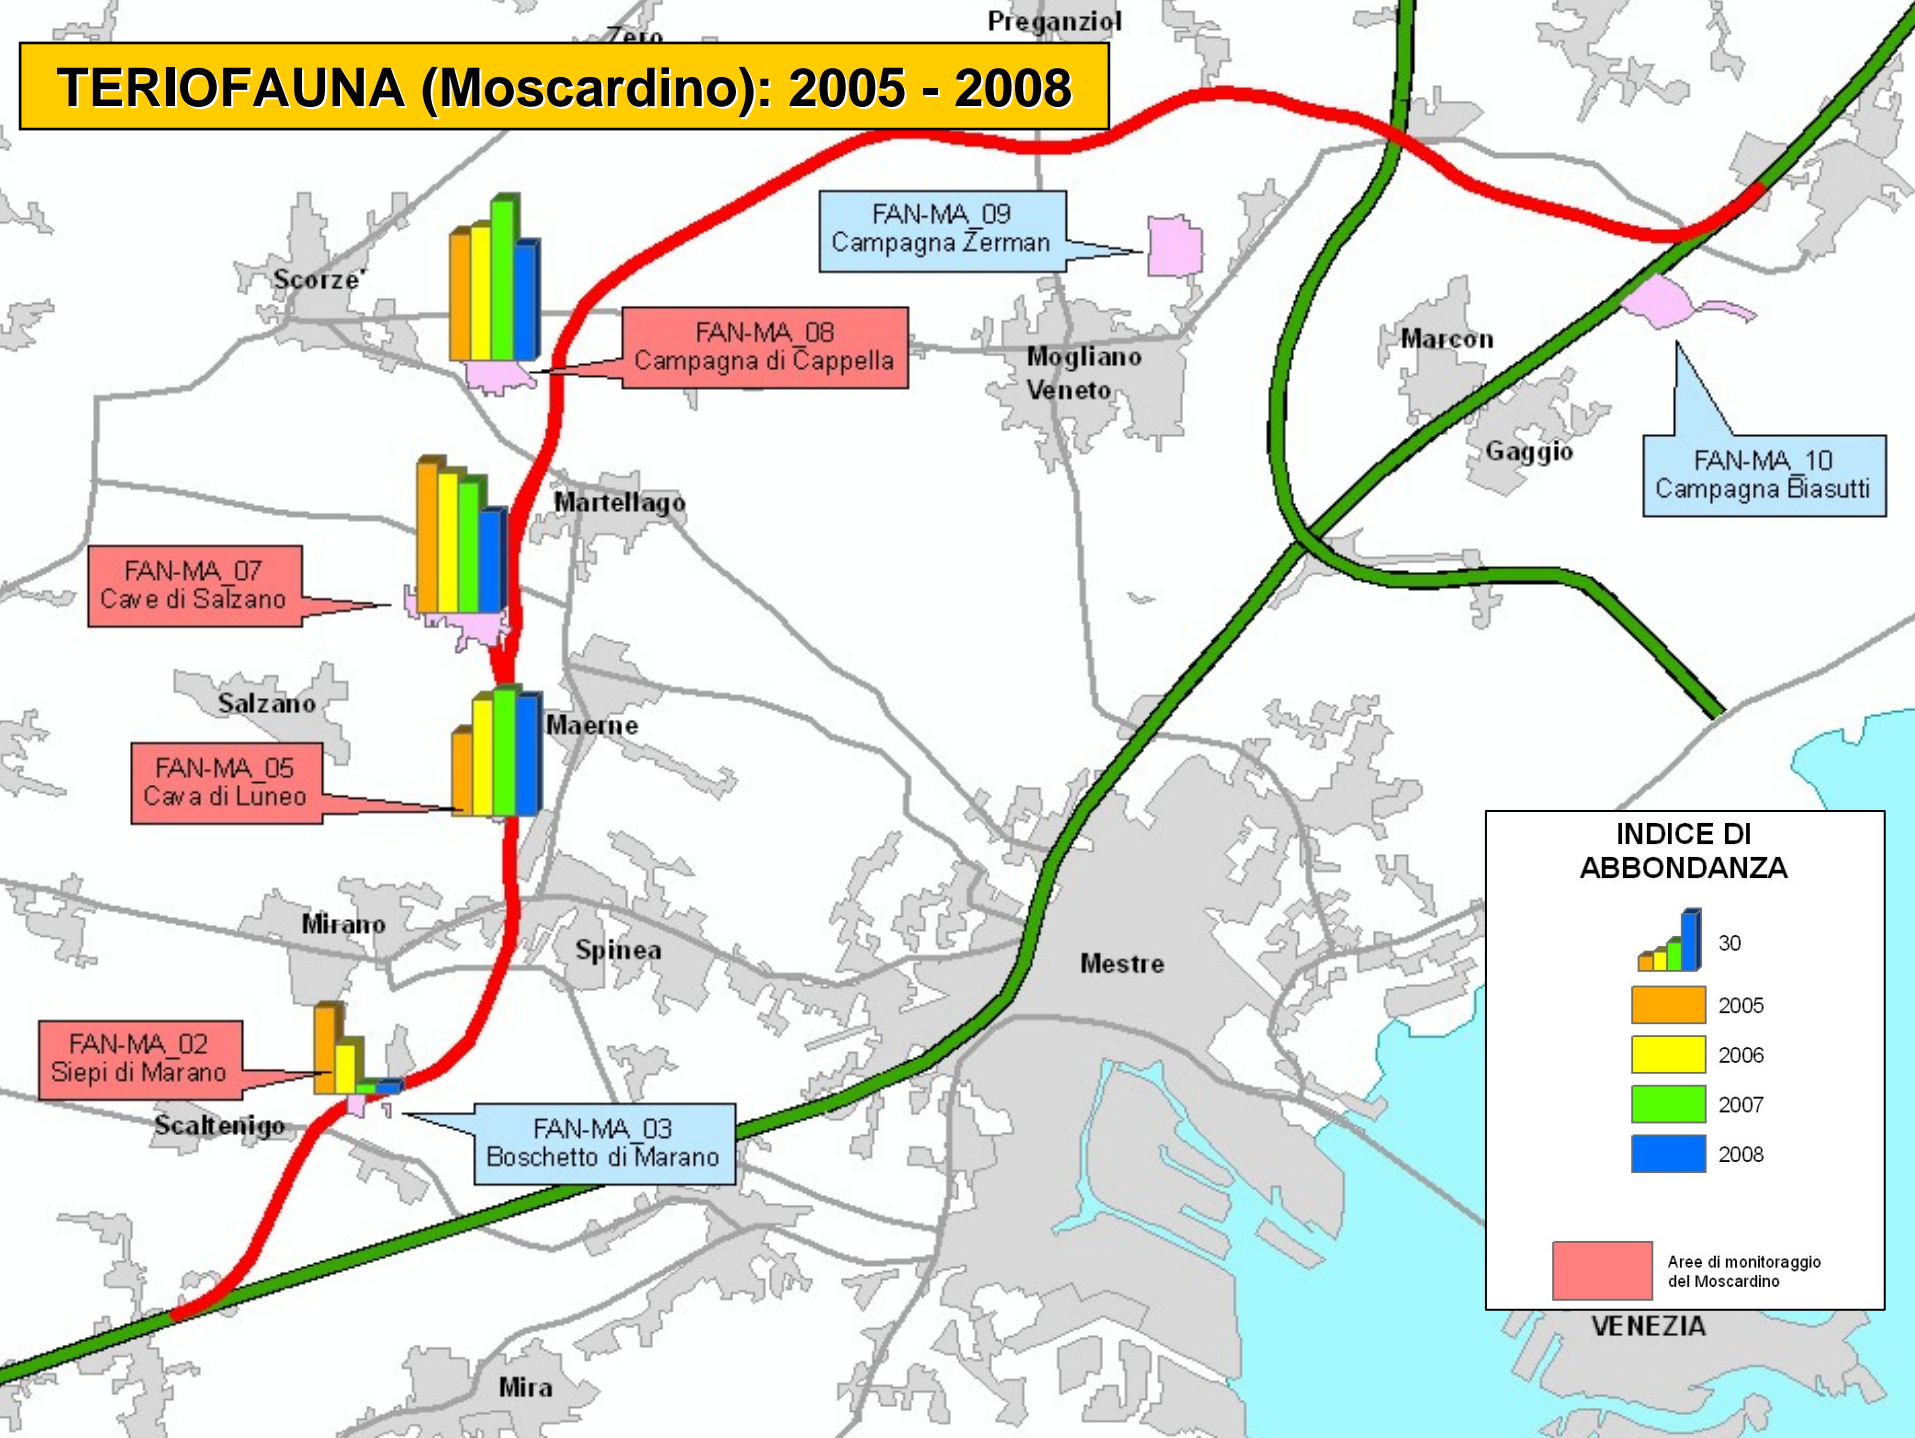 Preganziol
Zero
TERIOFAUNA (Moscardino): 2005 - 2008
FAN-MA_09
Campagna Zerman
Scorze'
FAN-MA_08
Campagna di Cappella
Mogliano
Veneto
Marcon
Gaggio
FAN-MA_10
Campagna Biasutti
Martellago
FAN-MA_07
Cave di Salzano
Salzano
Maerne
FAN-MA_05
Cava di Luneo
Mirano
Spinea
Mestre
FAN-MA_02
Siepi di Marano
Scaltenigo
FAN-MA_03
Boschetto di Marano
Mira
INDICE DI
ABBONDANZA
30
2005
2006
2007
2008
Aree di monitoraggio
del Moscardino
VENEZIA